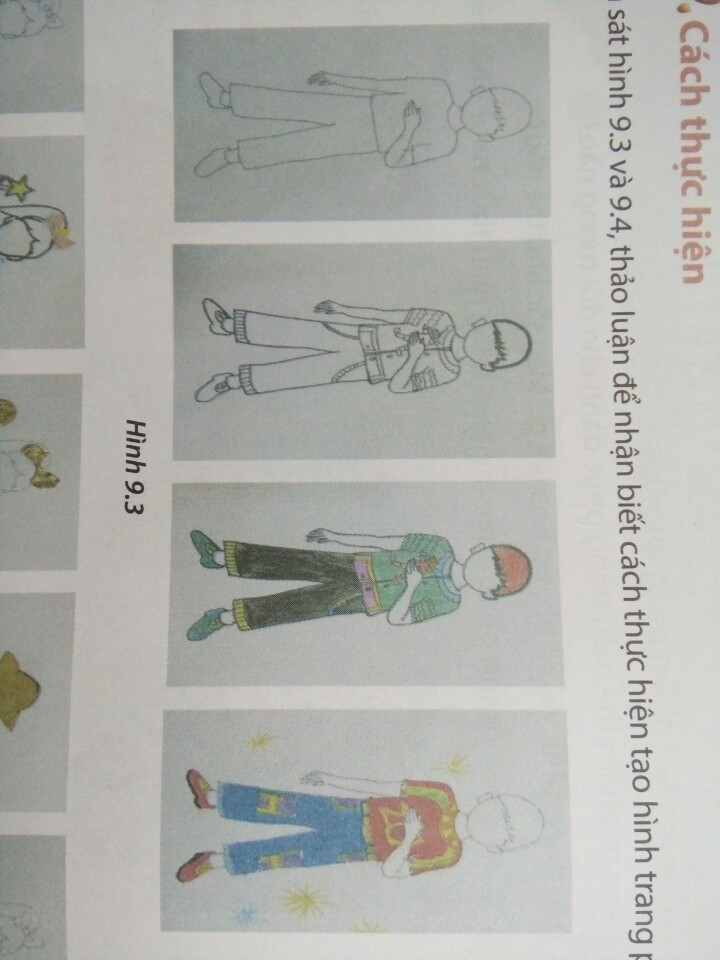 Cách thực hiện
sát hình 9.3 và 9.4, thảo luận để nhận biết cách thực hiện tạo hình trang
Hình 9.3